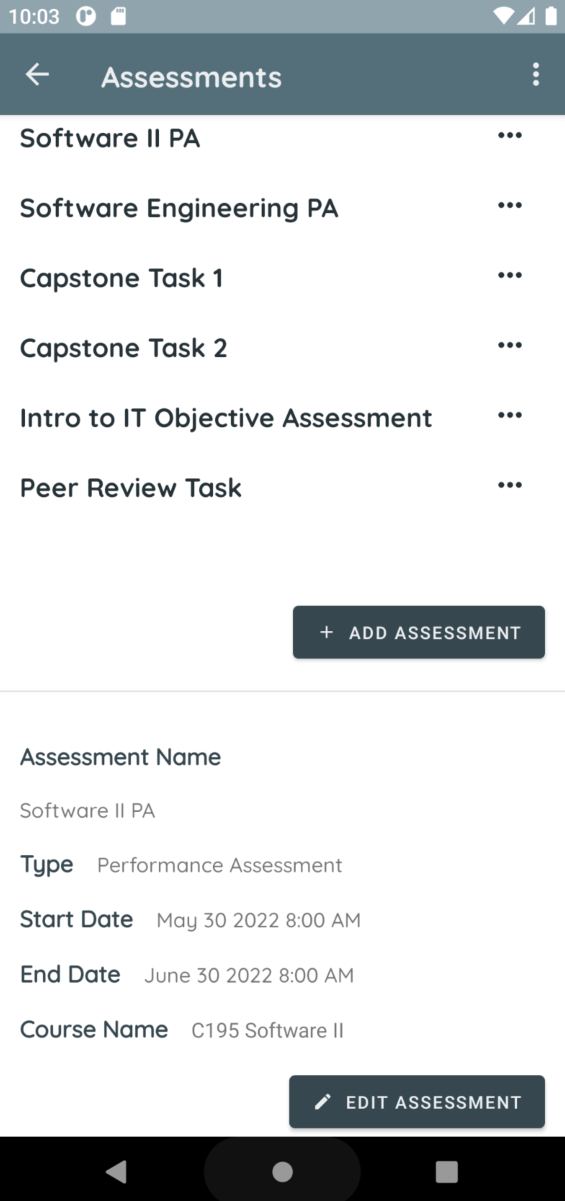 10:03
Assessments
Software II PA
Software Engineering PA
Capstone Task 1
Capstone Task 2
Intro to IT Objective Assessment
Peer Review Task
+ ADD ASSESSMENT
Assessment Name
Software II PA
Type Performance Assessment
Start Date May 30 2022 8:00 AM
End Date June 30 2022 8:00 AM
Course Name C195 Software II
EDIT ASSESSMENT